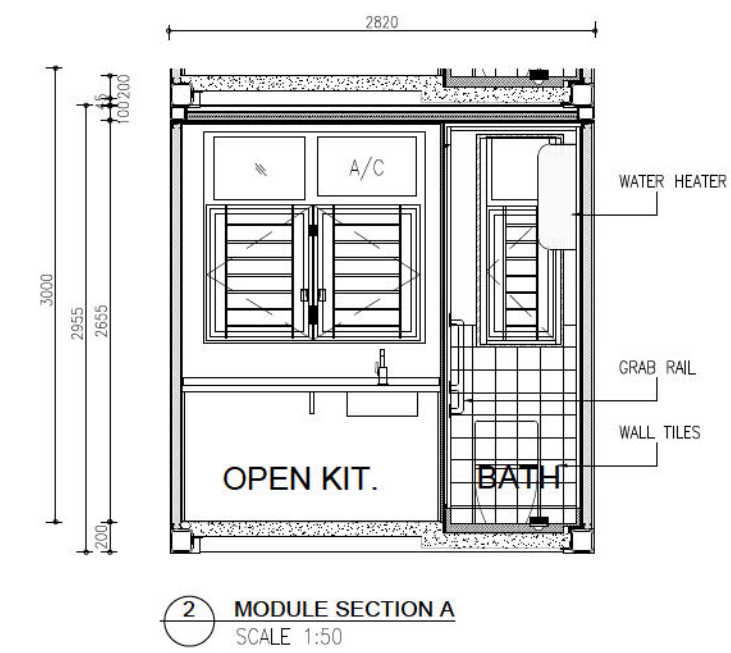 2820
200
45
100
A/C
WATER HEATER
3000
2955
2655
GRAB RAIL
WALL TILES
OPEN KIT.
BATH
200
2
MODULE SECTION A
SCALE 1:50